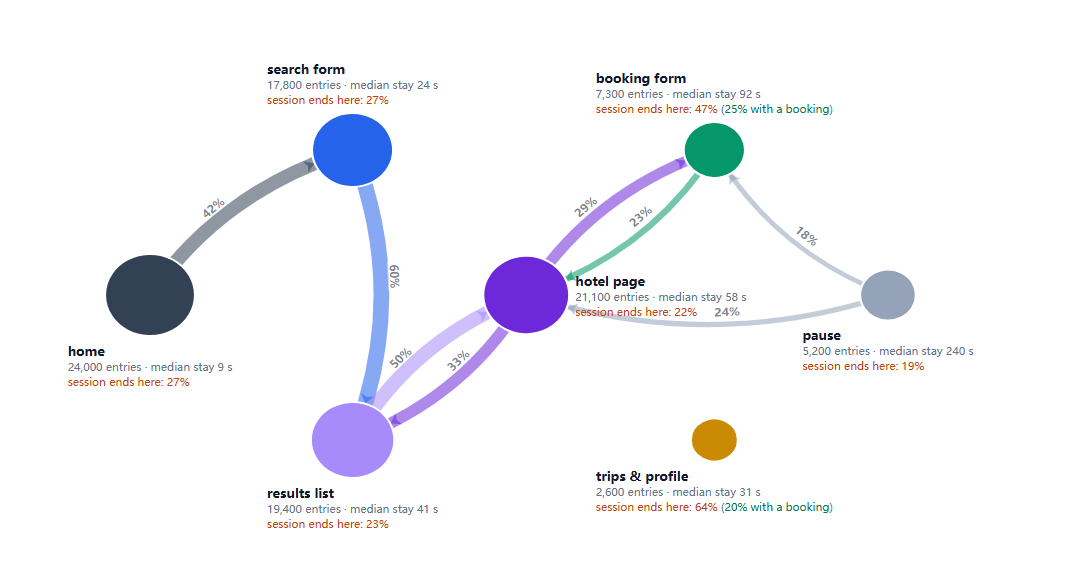 search form
17,800 entries · median stay 24 s
session ends here: 27%
booking form
7,300 entries · median stay 92 s
session ends here: 47% (25% with a booking)
42%
29%
23%
18%
60%
hotel page
21,100 entries · median stay 58 s
session ends here: 22%
24%
home
24,000 entries · median stay 9 s
session ends here: 27%
50%
33%
pause
5,200 entries · median stay 240 s
session ends here: 19%
results list
19,400 entries · median stay 41 s
session ends here: 23%
trips & profile
2,600 entries · median stay 31 s
session ends here: 64% (20% with a booking)